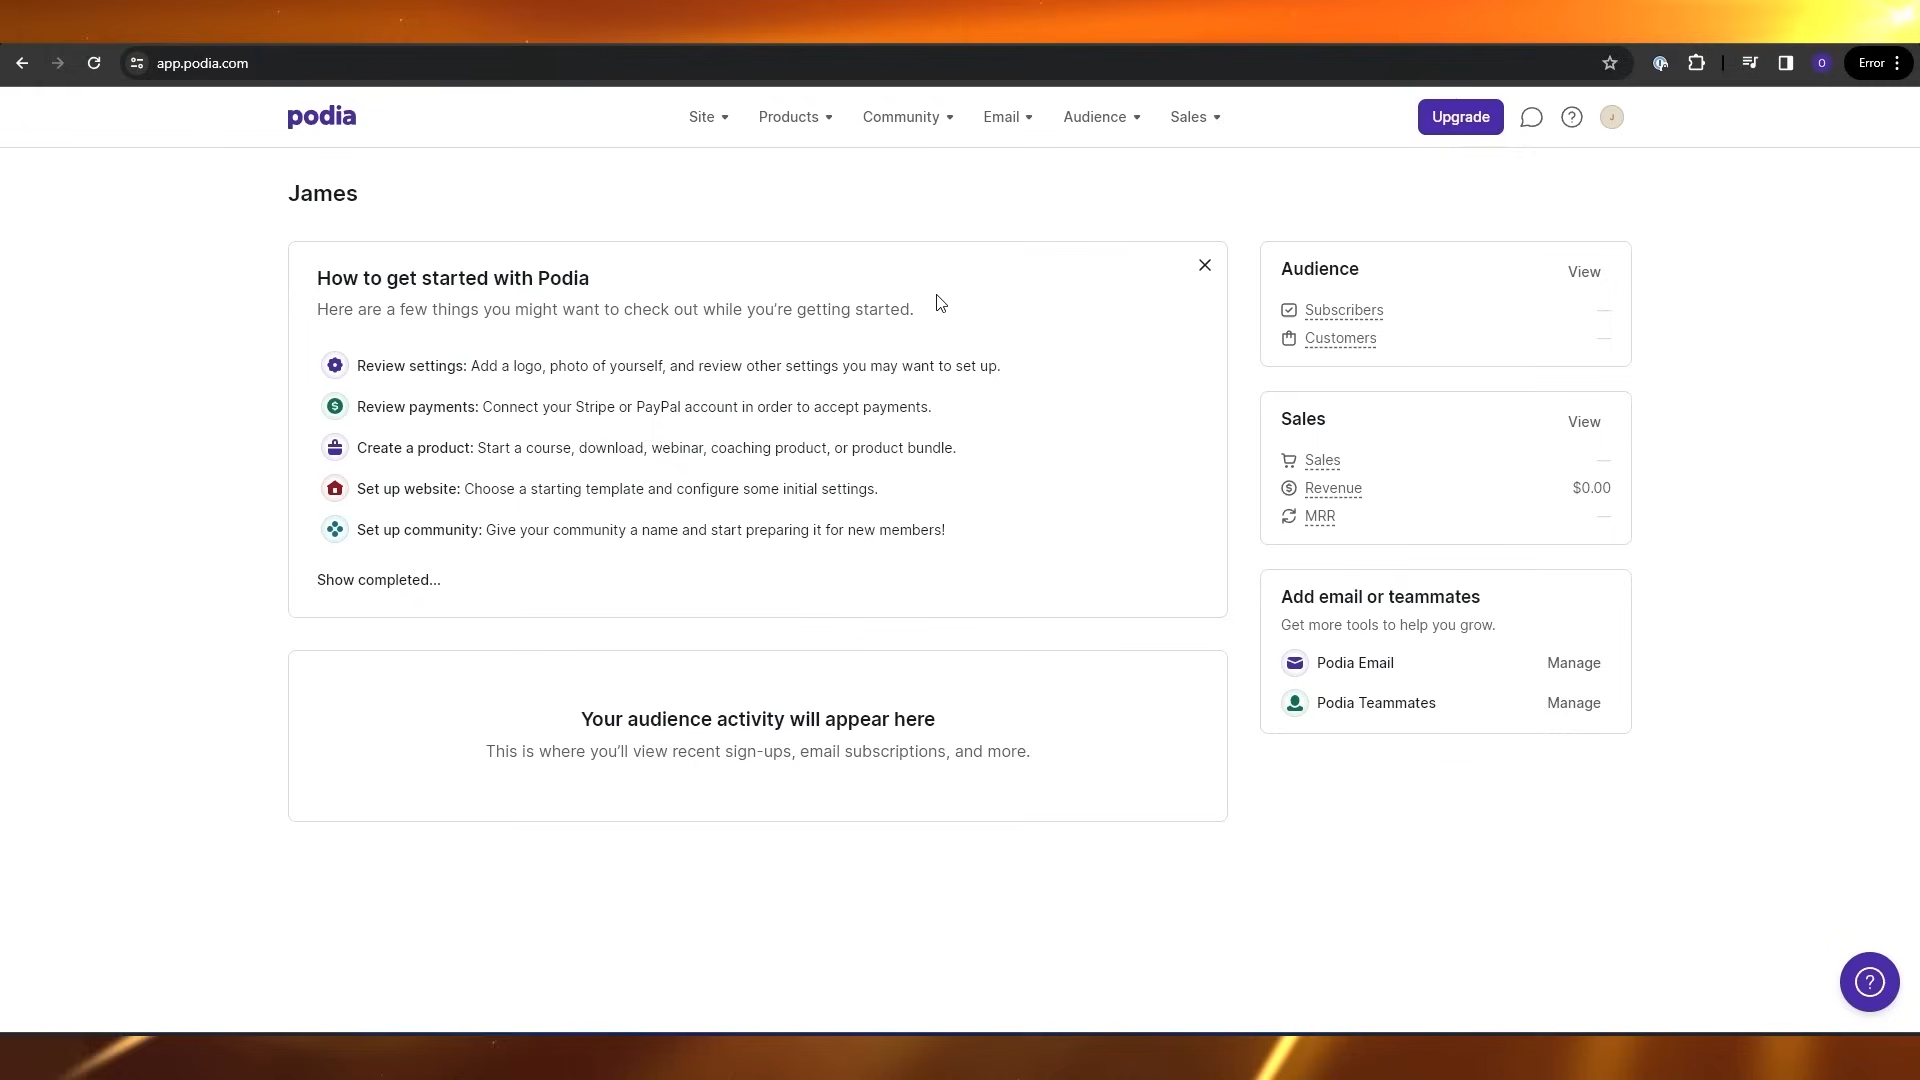 app.podia.com
Error
podia
Site
Products
Community
Email
Audience
Sales
Upgrade
J
James
How to get started with Podia
Here are a few things you might want to check out while you're getting started.
Review settings: Add a logo, photo of yourself, and review other settings you may want to set up.
Review payments: Connect your Stripe or PayPal account in order to accept payments.
Create a product: Start a course, download, webinar, coaching product, or product bundle.
Set up website: Choose a starting template and configure some initial settings.
Set up community: Give your community a name and start preparing it for new members!
Show completed...
Your audience activity will appear here
This is where you'll view recent sign-ups, email subscriptions, and more.
Audience View
Subscribers —
Customers —
Sales View
Sales —
Revenue $0.00
MRR —
Add email or teammates
Get more tools to help you grow.
Podia Email Manage
Podia Teammates Manage